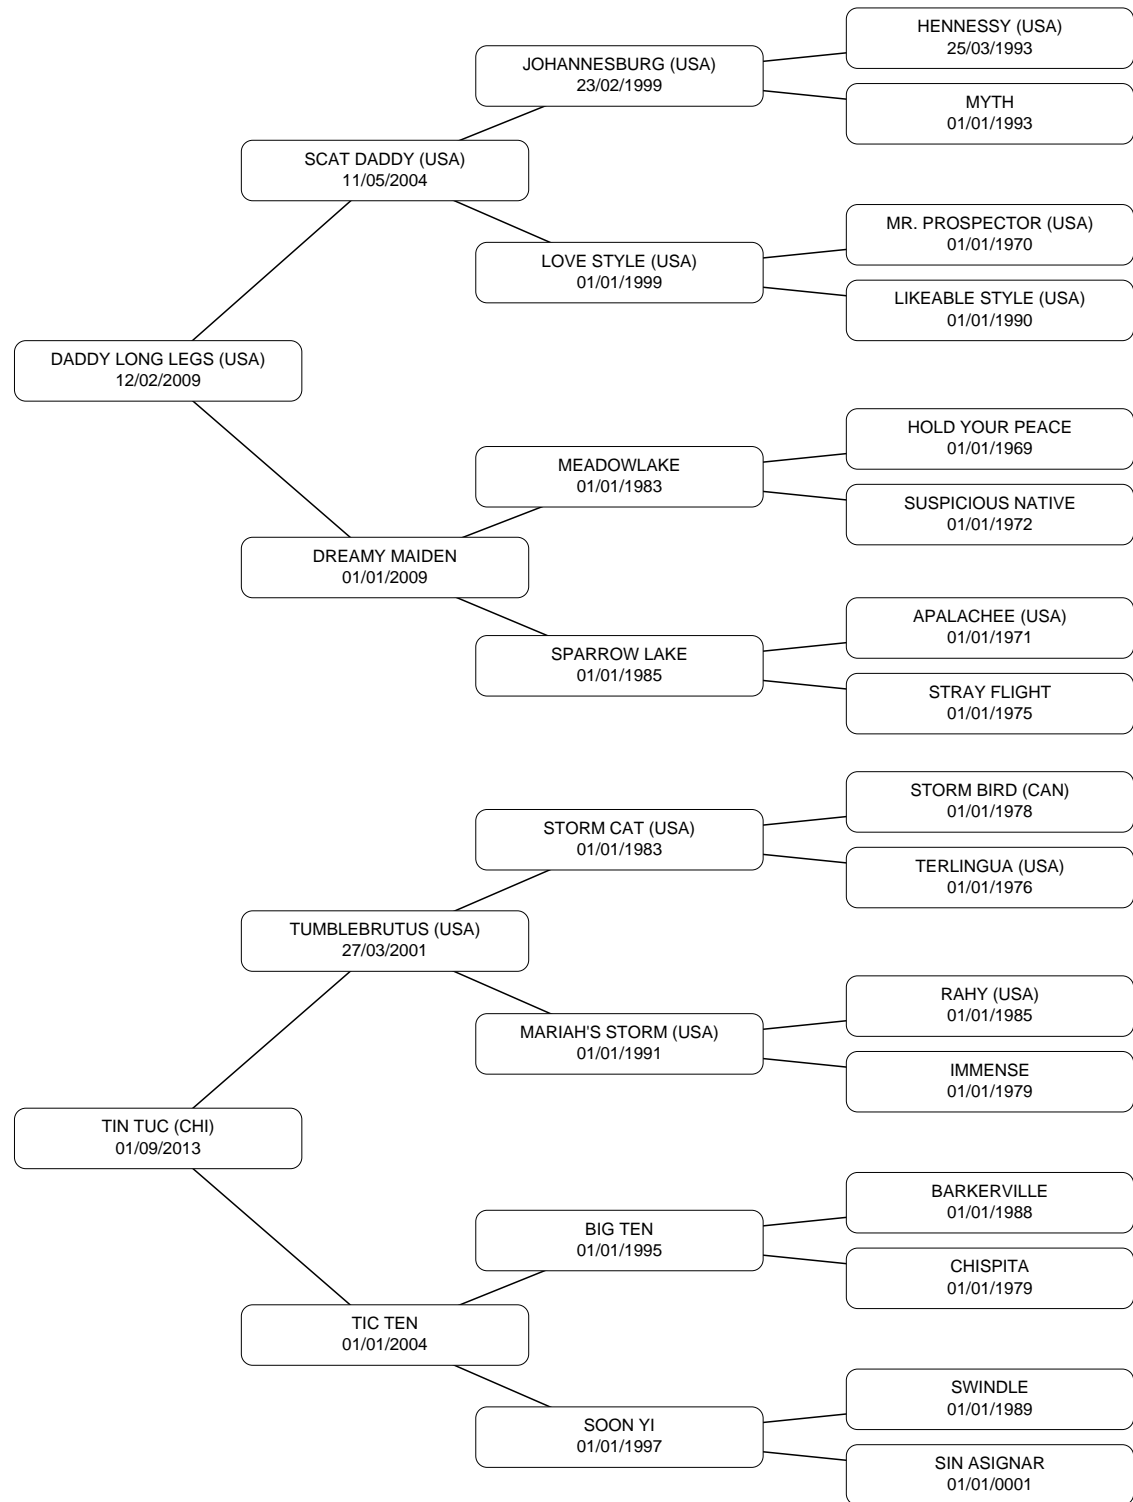 HENNESSY (USA)
25/03/1993
JOHANNESBURG (USA)
23/02/1999
MYTH
01/01/1993
SCAT DADDY (USA)
11/05/2004
MR. PROSPECTOR (USA)
01/01/1970
LOVE STYLE (USA)
01/01/1999
LIKEABLE STYLE (USA)
01/01/1990
DADDY LONG LEGS (USA)
12/02/2009
HOLD YOUR PEACE
01/01/1969
MEADOWLAKE
01/01/1983
SUSPICIOUS NATIVE
01/01/1972
DREAMY MAIDEN
01/01/2009
APALACHEE (USA)
01/01/1971
SPARROW LAKE
01/01/1985
STRAY FLIGHT
01/01/1975
STORM BIRD (CAN)
01/01/1978
STORM CAT (USA)
01/01/1983
TERLINGUA (USA)
01/01/1976
TUMBLEBRUTUS (USA)
27/03/2001
RAHY (USA)
01/01/1985
MARIAH'S STORM (USA)
01/01/1991
IMMENSE
01/01/1979
TIN TUC (CHI)
01/09/2013
BARKERVILLE
01/01/1988
BIG TEN
01/01/1995
CHISPITA
01/01/1979
TIC TEN
01/01/2004
SWINDLE
01/01/1989
SOON YI
01/01/1997
SIN ASIGNAR
01/01/0001